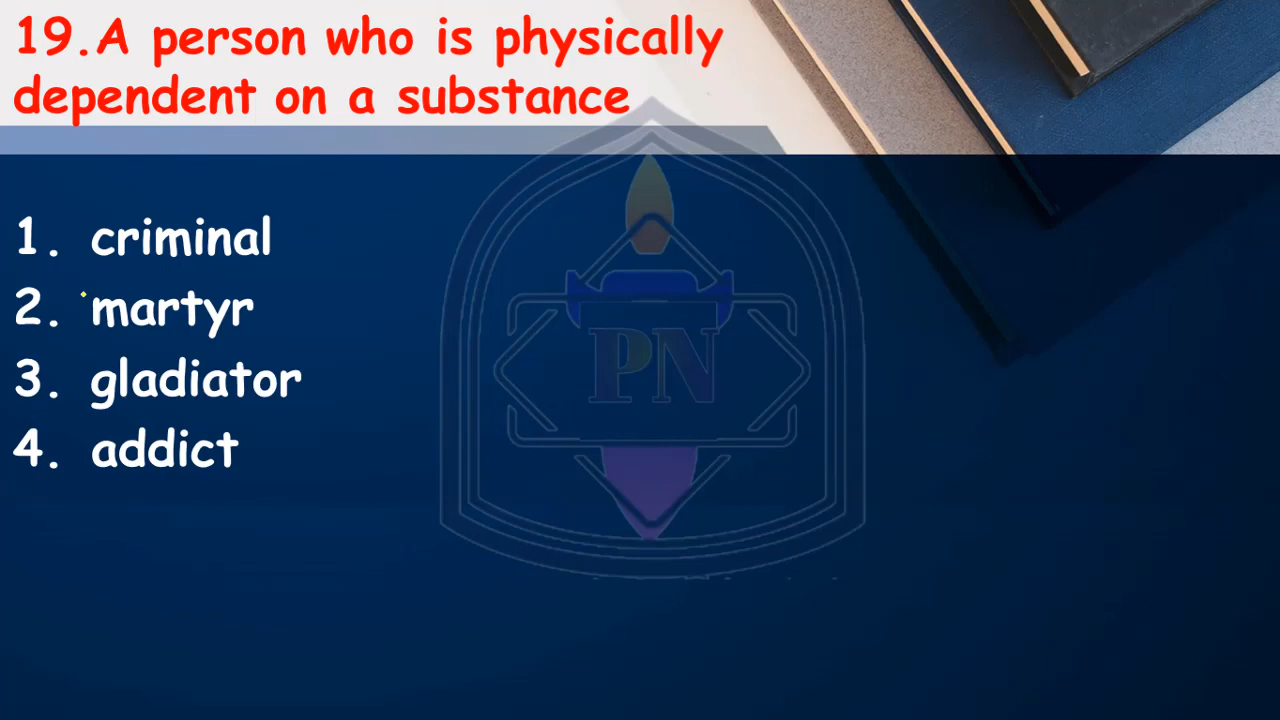 19.A person who is physically
dependent on a substance
1. criminal
2. martyr
3. gladiator
4. addict
PN